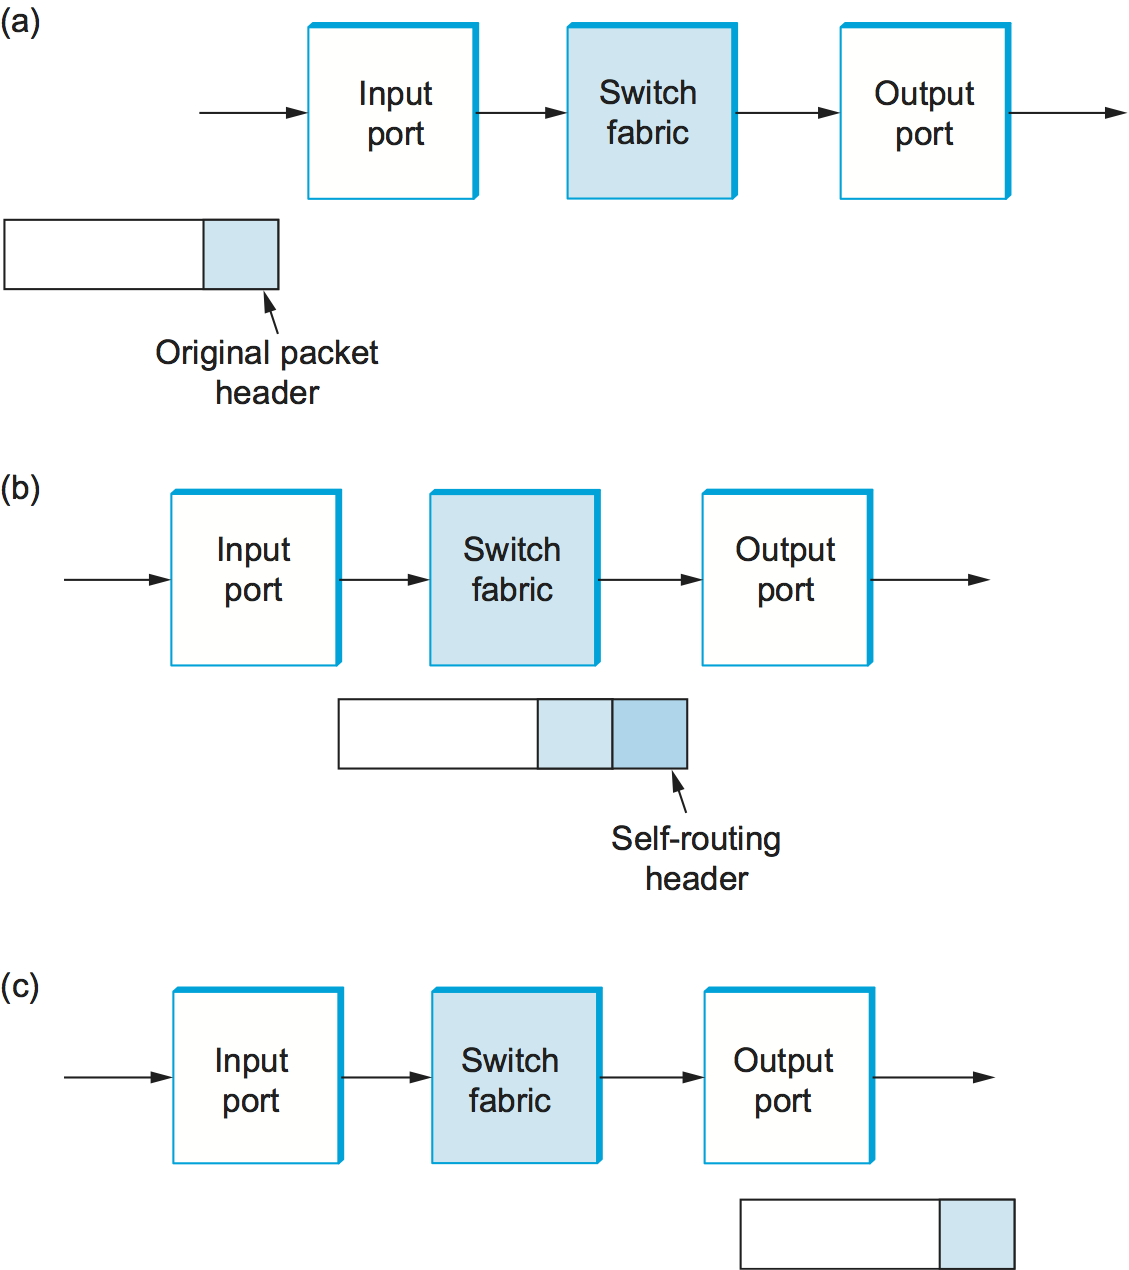 (a)
Input
port
Switch
fabric
Output
port
Original packet
header
(b)
Input
port
Switch
fabric
Output
port
Self-routing
header
(c)
Input
port
Switch
fabric
Output
port